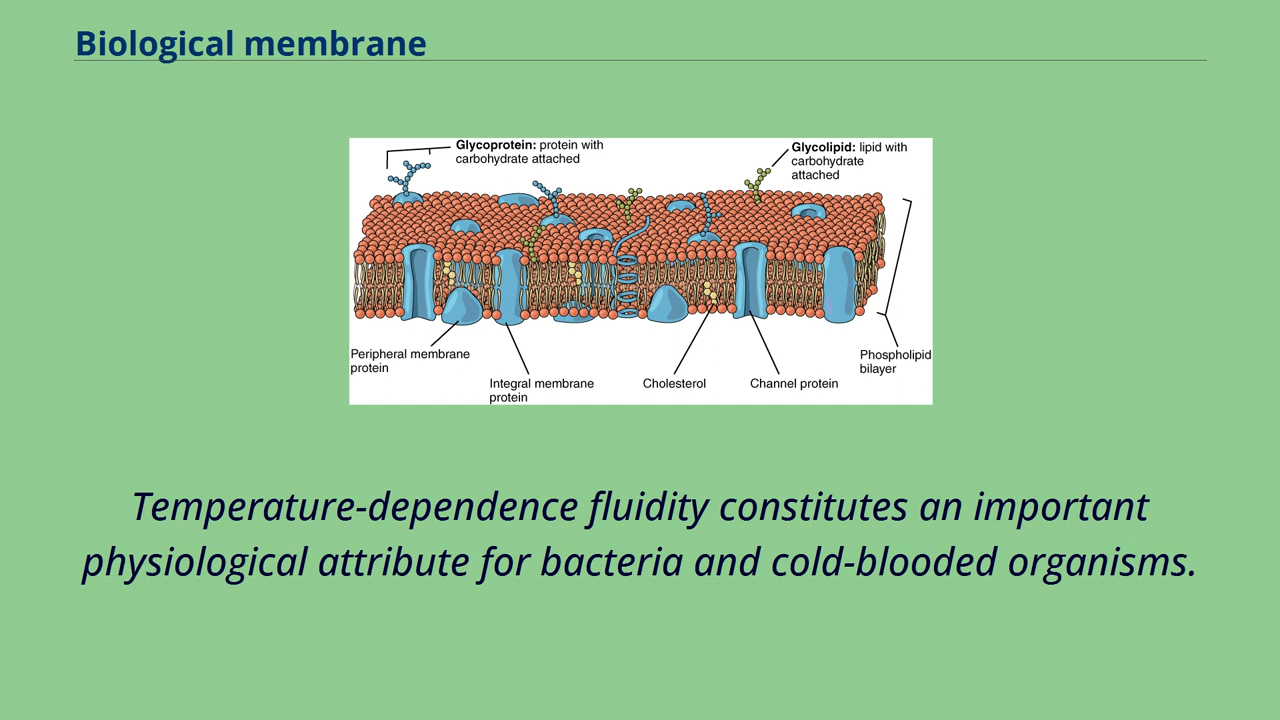 Biological membrane
Glycoprotein: protein with
carbohydrate attached
Glycolipid: lipid with
carbohydrate
attached
Peripheral membrane
protein
Integral membrane
protein
Cholesterol
Channel protein
Phospholipid
bilayer
Temperature-dependence fluidity constitutes an important
physiological attribute for bacteria and cold-blooded organisms.